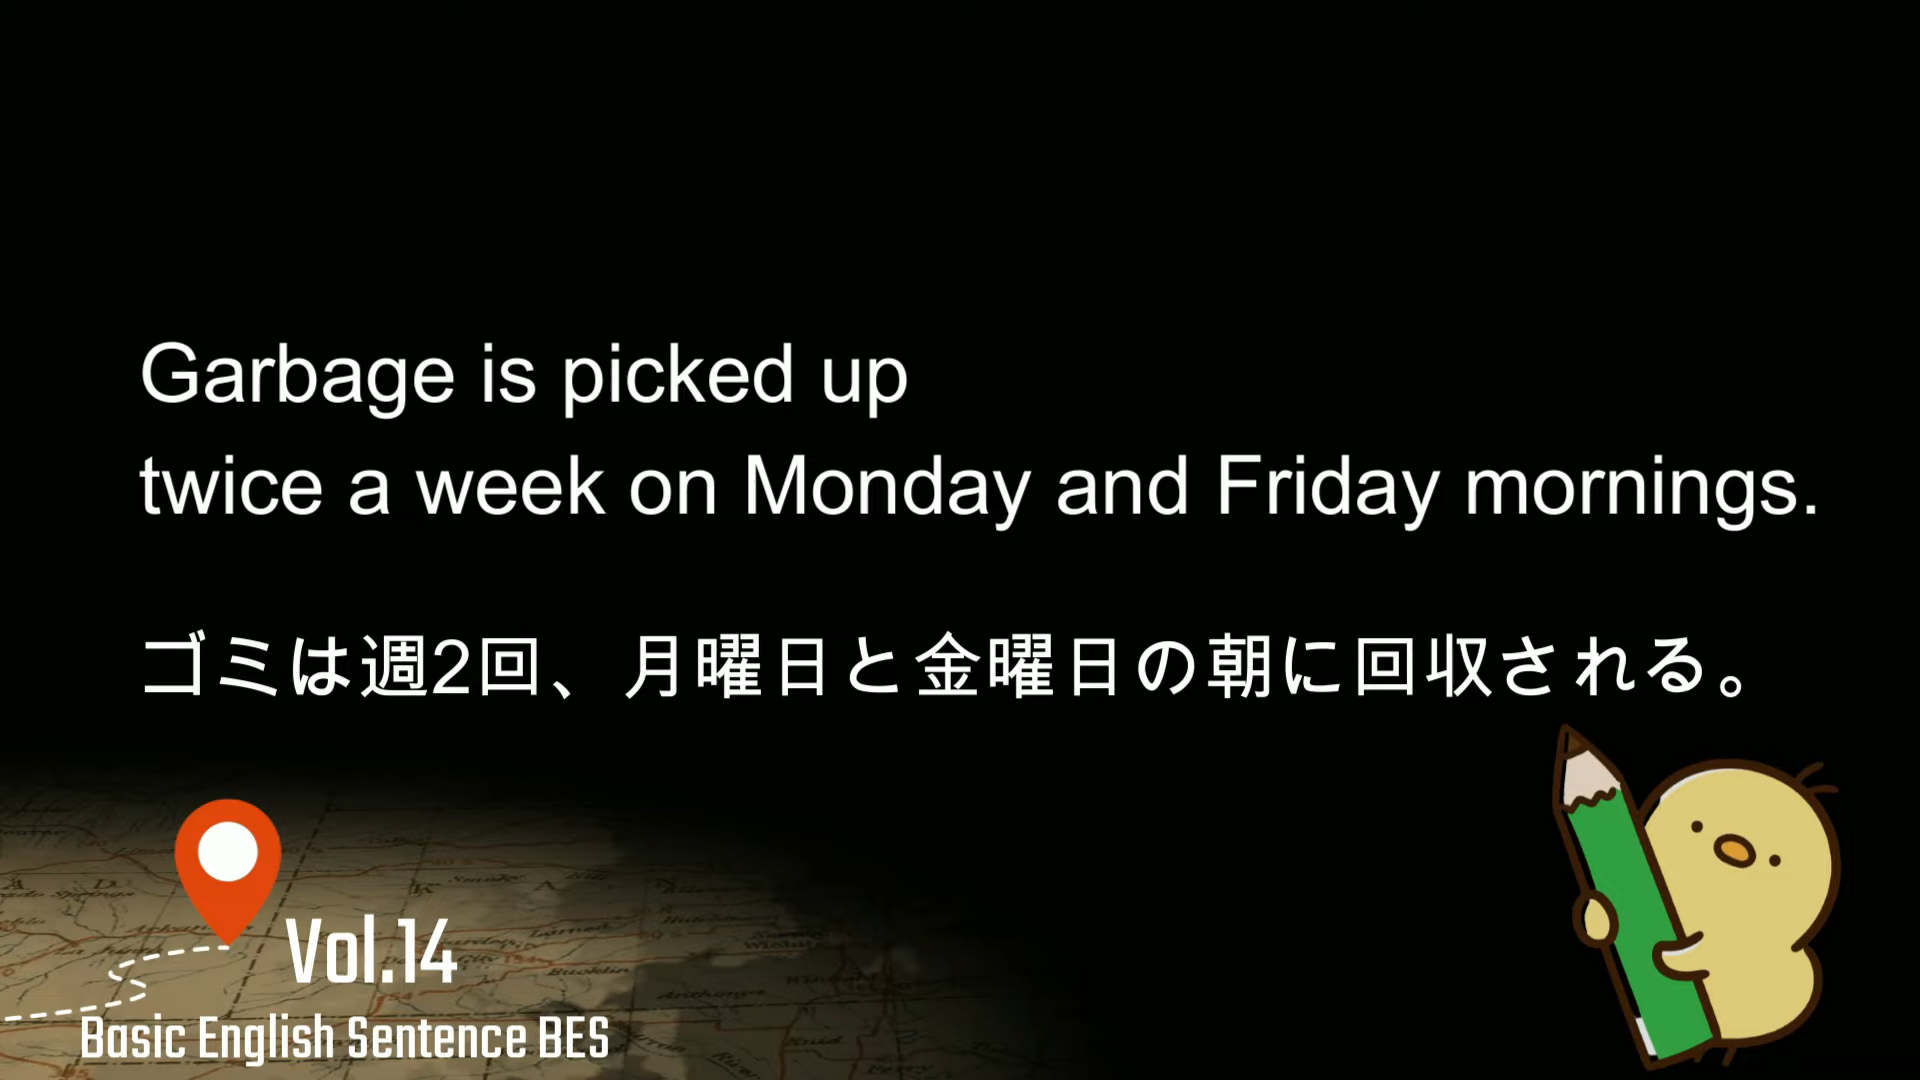 Garbage is picked up
twice a week on Monday and Friday mornings.
ゴミは週2回、月曜日と金曜日の朝に回収される。
Vol.14
Basic English Sentence BES
Bucklin